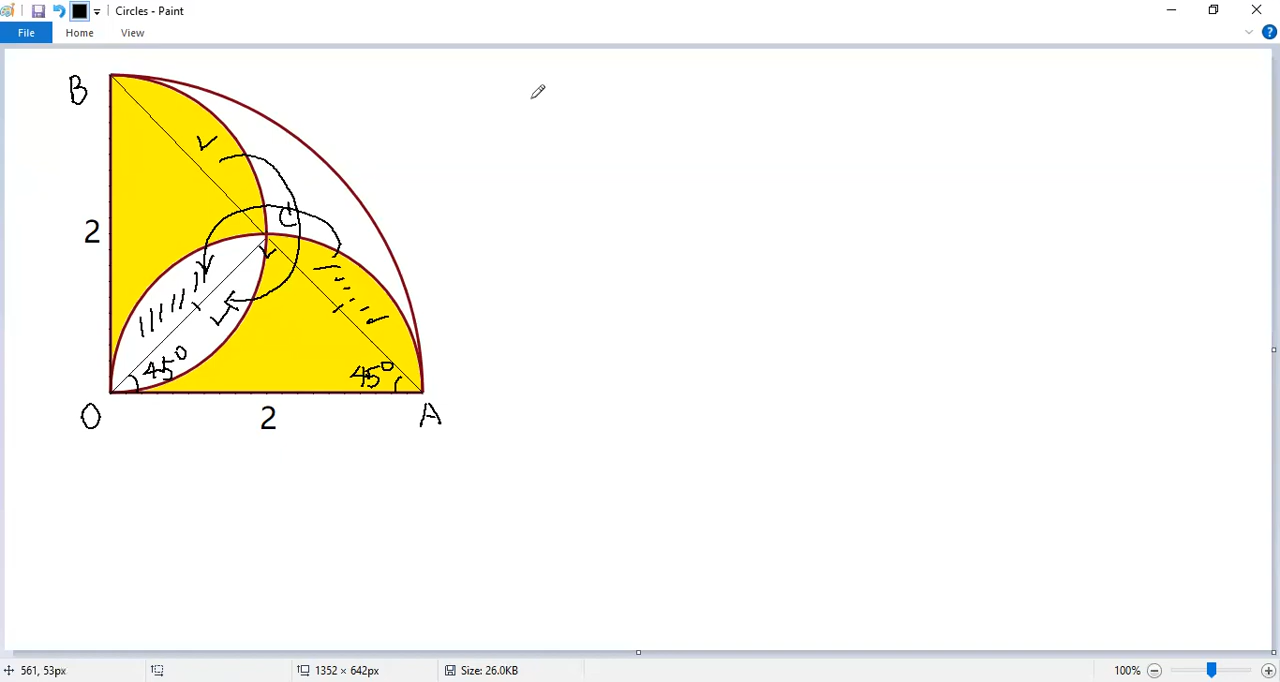 Circles - Paint
File Home View
B
2
C
45° 45°
O 2 A
561, 53px 1352 × 642px Size: 26.0KB 100%